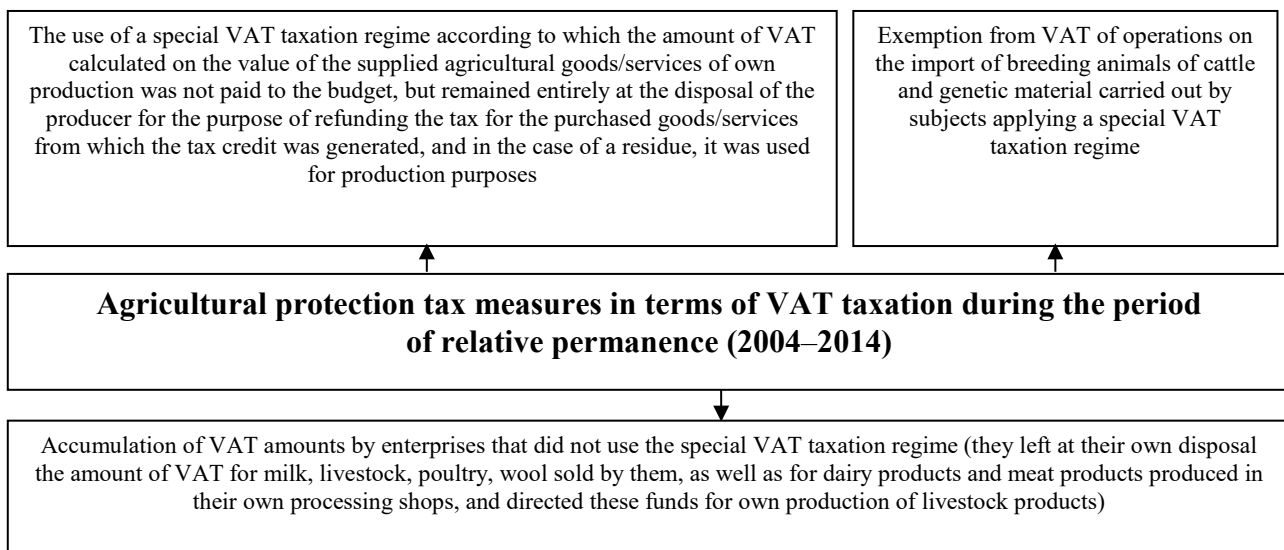 The use of a special VAT taxation regime according to which the amount of VAT
calculated on the value of the supplied agricultural goods/services of own
production was not paid to the budget, but remained entirely at the disposal of the
producer for the purpose of refunding the tax for the purchased goods/services
from which the tax credit was generated, and in the case of a residue, it was used
for production purposes
Exemption from VAT of operations on
the import of breeding animals of cattle
and genetic material carried out by
subjects applying a special VAT
taxation regime
Agricultural protection tax measures in terms of VAT taxation during the period
of relative permanence (2004–2014)
Accumulation of VAT amounts by enterprises that did not use the special VAT taxation regime (they left at their own disposal
the amount of VAT for milk, livestock, poultry, wool sold by them, as well as for dairy products and meat products produced in
their own processing shops, and directed these funds for own production of livestock products)